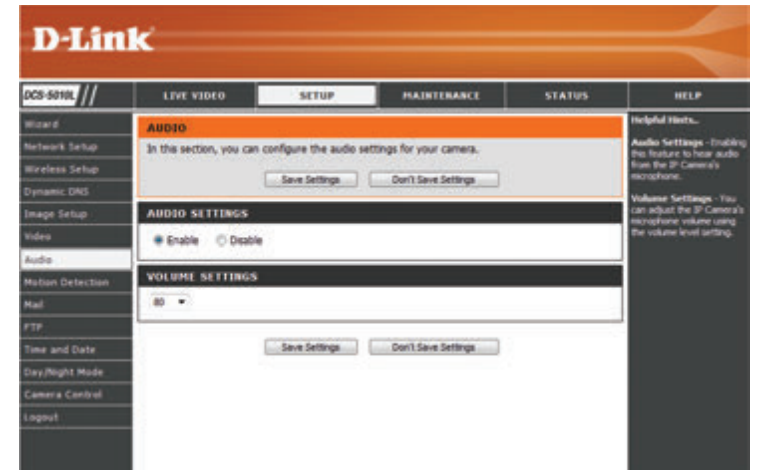 D-Link
DCS-5010L
LIVE VIDEO
SETUP
MAINTENANCE
STATUS
HELP
Wizard
Network Setup
Wireless Setup
Dynamic DNS
Image Setup
Video
Audio
Motion Detection
Mail
FTP
Time and Date
Day/Night Mode
Camera Control
Logout
AUDIO
In this section, you can configure the audio settings for your camera.
Save Settings Don't Save Settings
AUDIO SETTINGS
Enable Disable
VOLUME SETTINGS
80
Save Settings Don't Save Settings
Helpful Hints..
Audio Settings - Enabling
this feature to hear audio
from the IP Camera's
microphone.
Volume Settings - You
can adjust the IP Camera's
microphone volume using
the volume level setting.